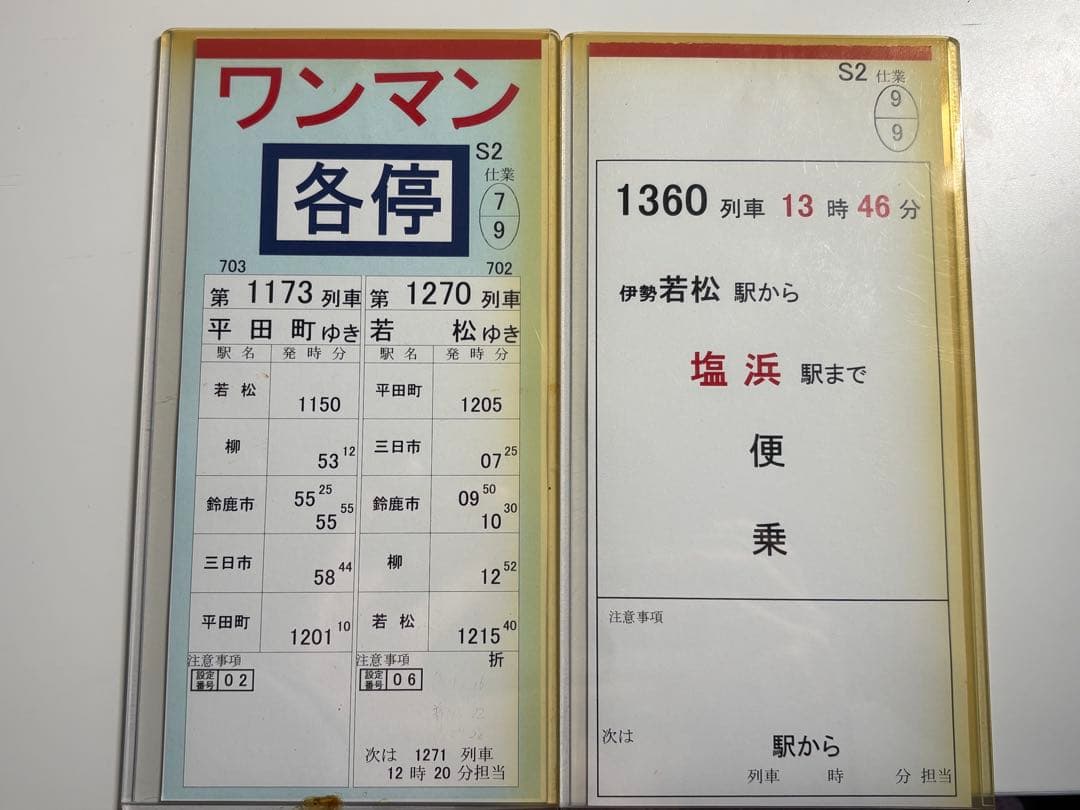 ワンマン
各停
S2
仕業
7
9
703
第 1173 列車
平田町ゆき
駅名 発時分
若松 1150
柳 53 12
鈴鹿市 55 25
55 55
三日市 58 44
平田町 1201 10
注意事項
設定番号 02
702
第 1270 列車
若松ゆき
駅名 発時分
平田町 1205
三日市 07 25
鈴鹿市 09 50
10 30
柳 12 52
若松 1215 40
注意事項 折
設定番号 06
次は 1271 列車
12 時 20 分担当
S2 仕業
9
9
1360 列車 13 時 46 分
伊勢若松 駅から
塩浜 駅まで
便
乗
注意事項
次は
駅から
列車 時 分 担当